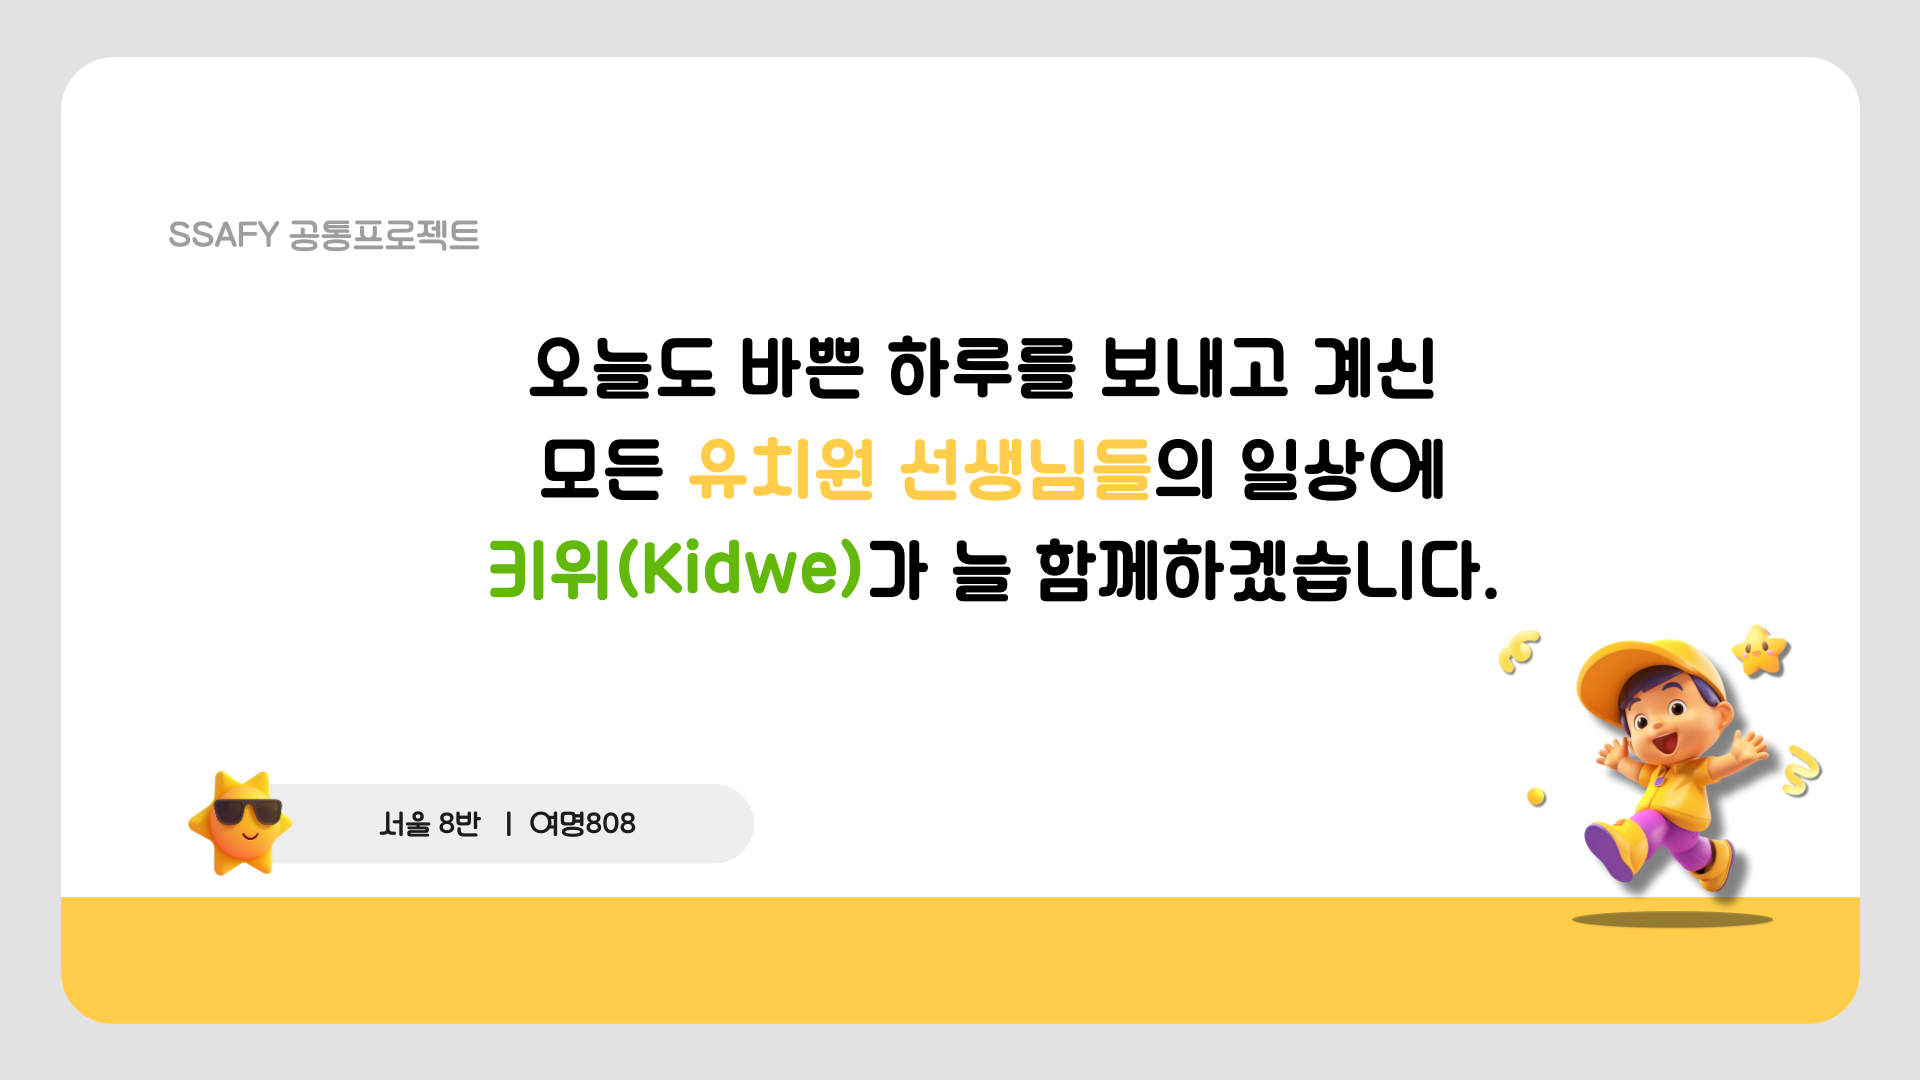 SSAFY 공통프로젝트
오늘도 바쁜 하루를 보내고 계신
모든 유치원 선생님들의 일상에
키위(Kidwe)가 늘 함께하겠습니다.
서울 8반 | 여명808